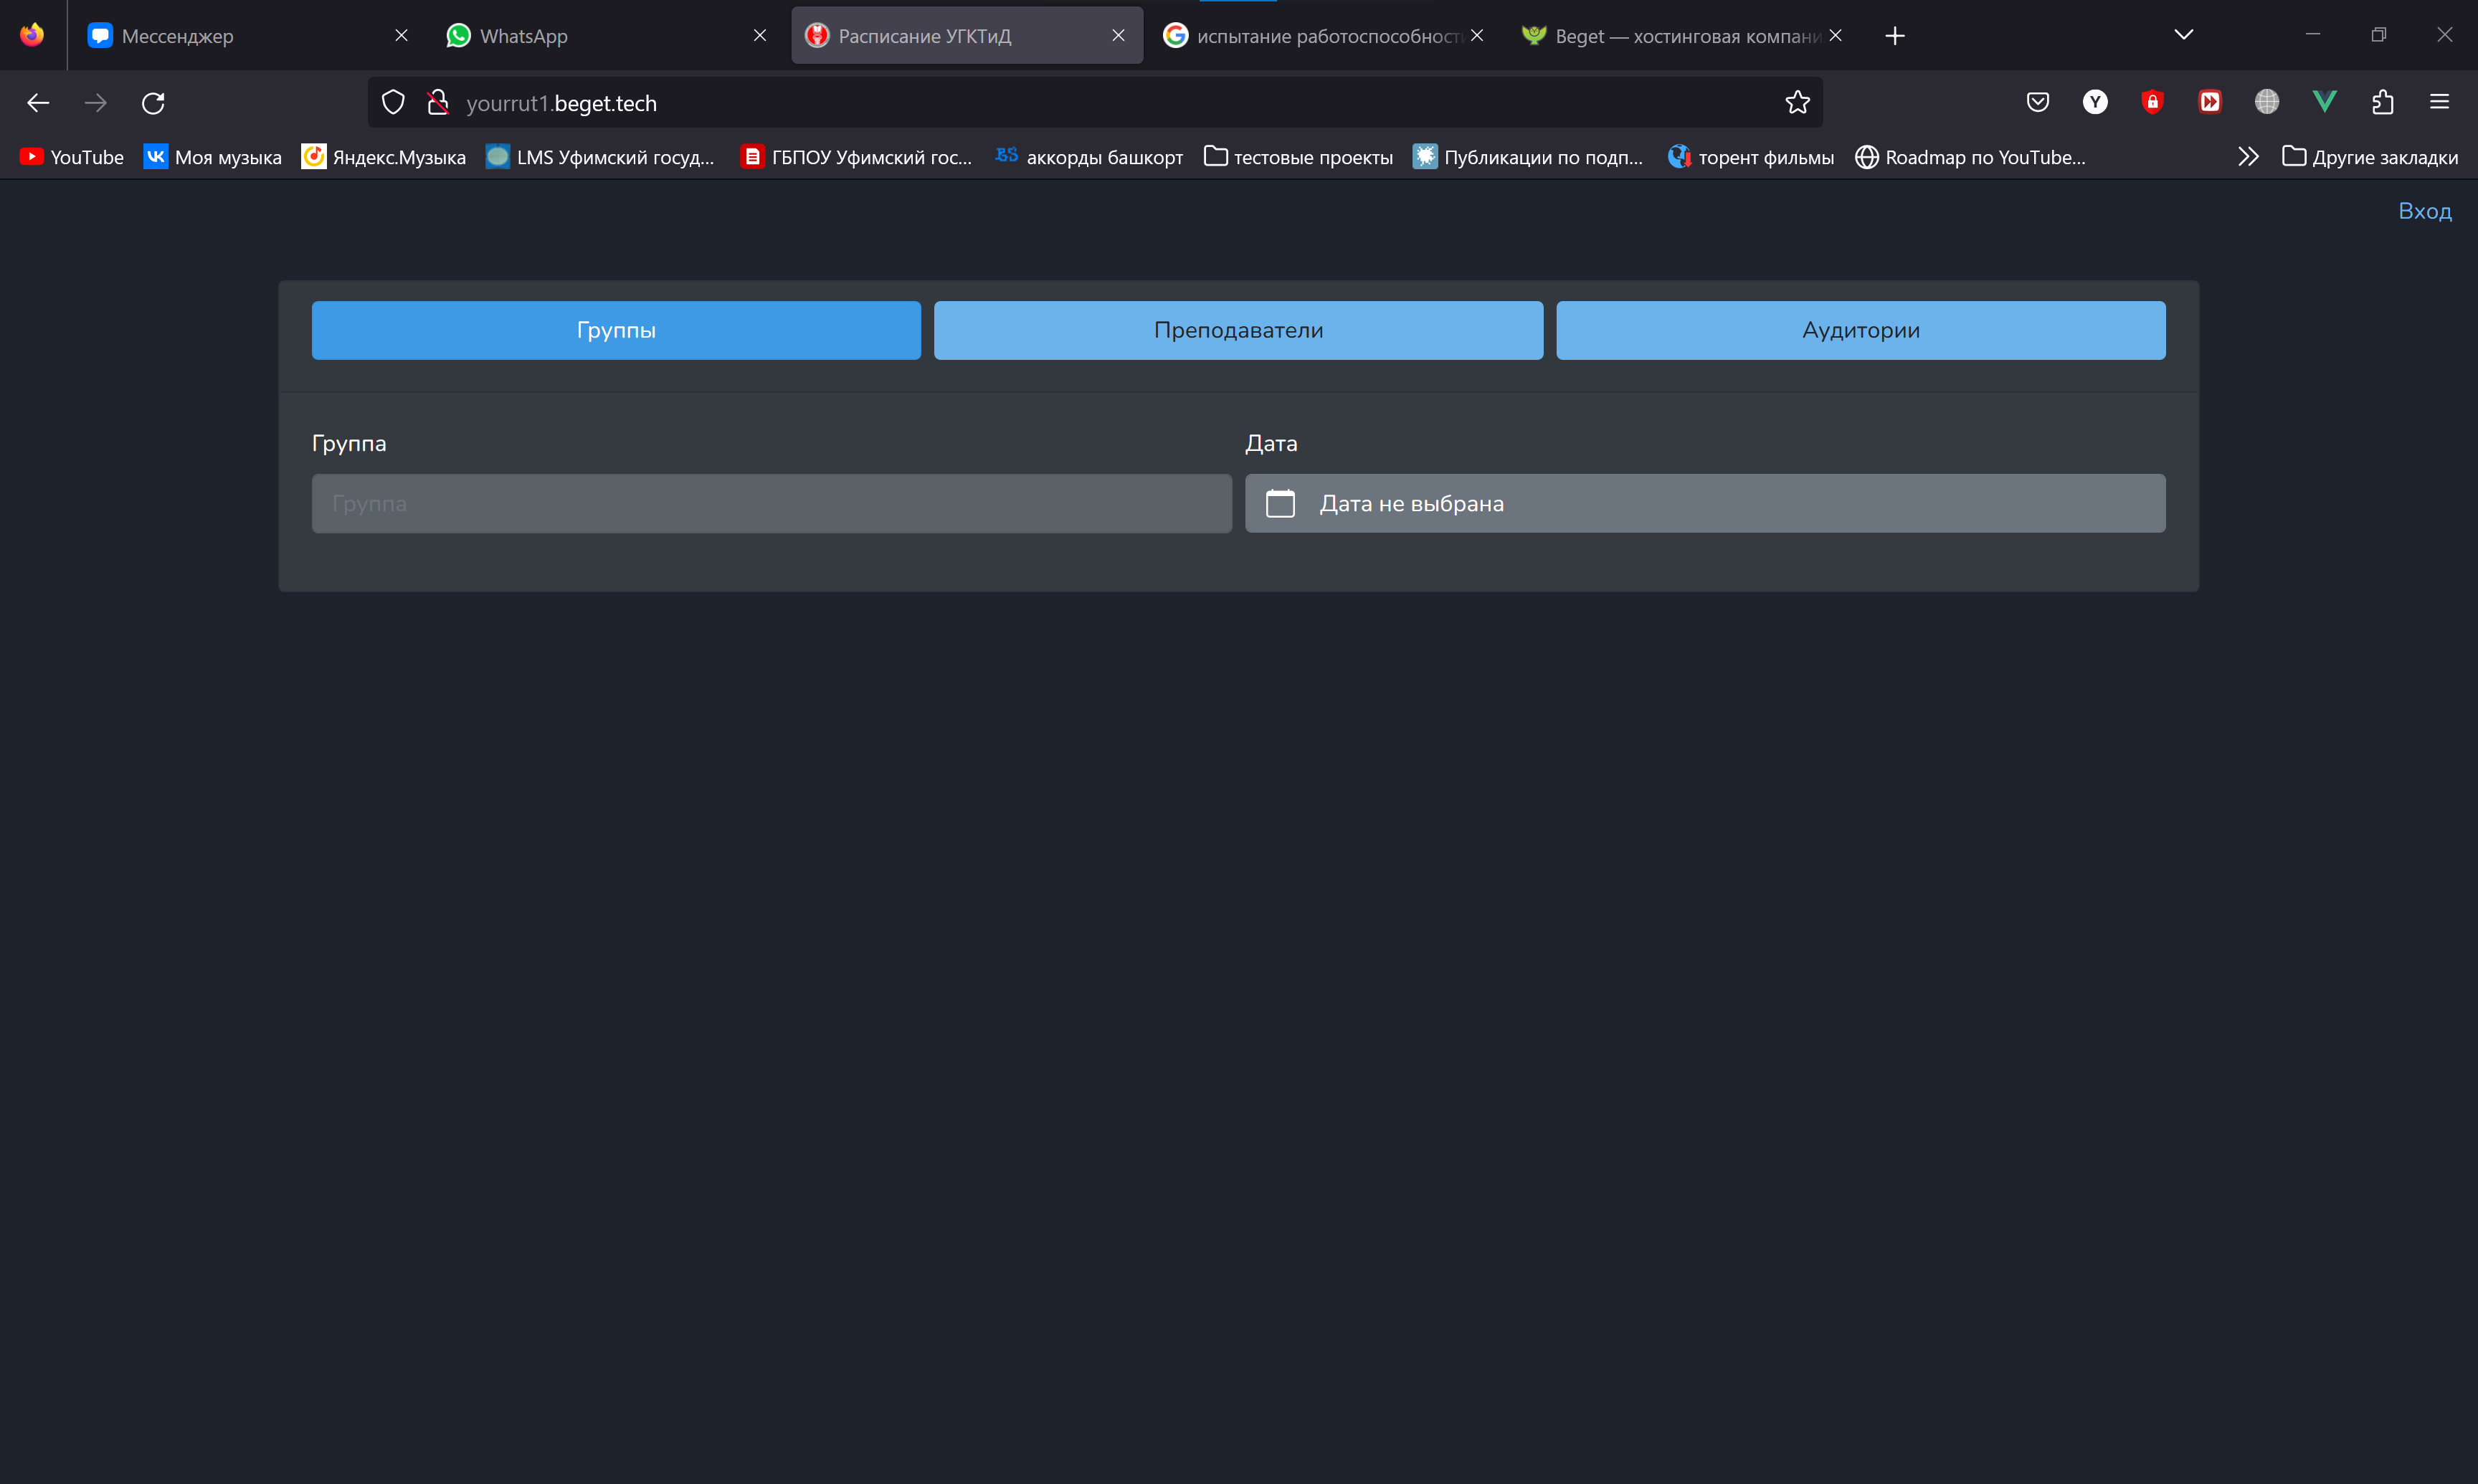 Мессенджер
WhatsApp
Расписание УГКТиД
испытание работоспособности
Beget — хостинговая компани
yourrut1.beget.tech
YouTube
Моя музыка
Яндекс.Музыка
LMS Уфимский госуд...
ГБПОУ Уфимский гос...
аккорды башкорт
тестовые проекты
Публикации по подп...
торент фильмы
Roadmap по YouTube...
Другие закладки
Вход
Группы
Преподаватели
Аудитории
Группа
Дата
Группа
Дата не выбрана